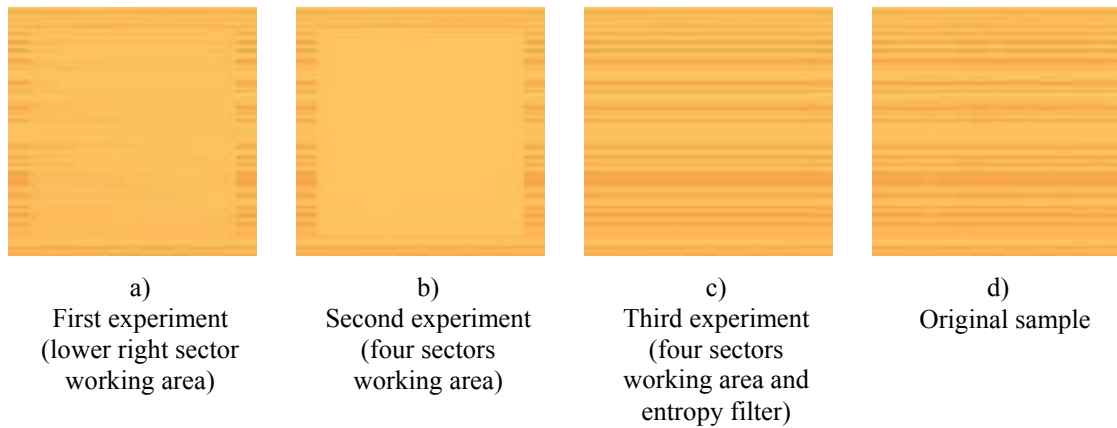 a)
First experiment
(lower right sector
working area)
b)
Second experiment
(four sectors
working area)
c)
Third experiment
(four sectors
working area and
entropy filter)
d)
Original sample